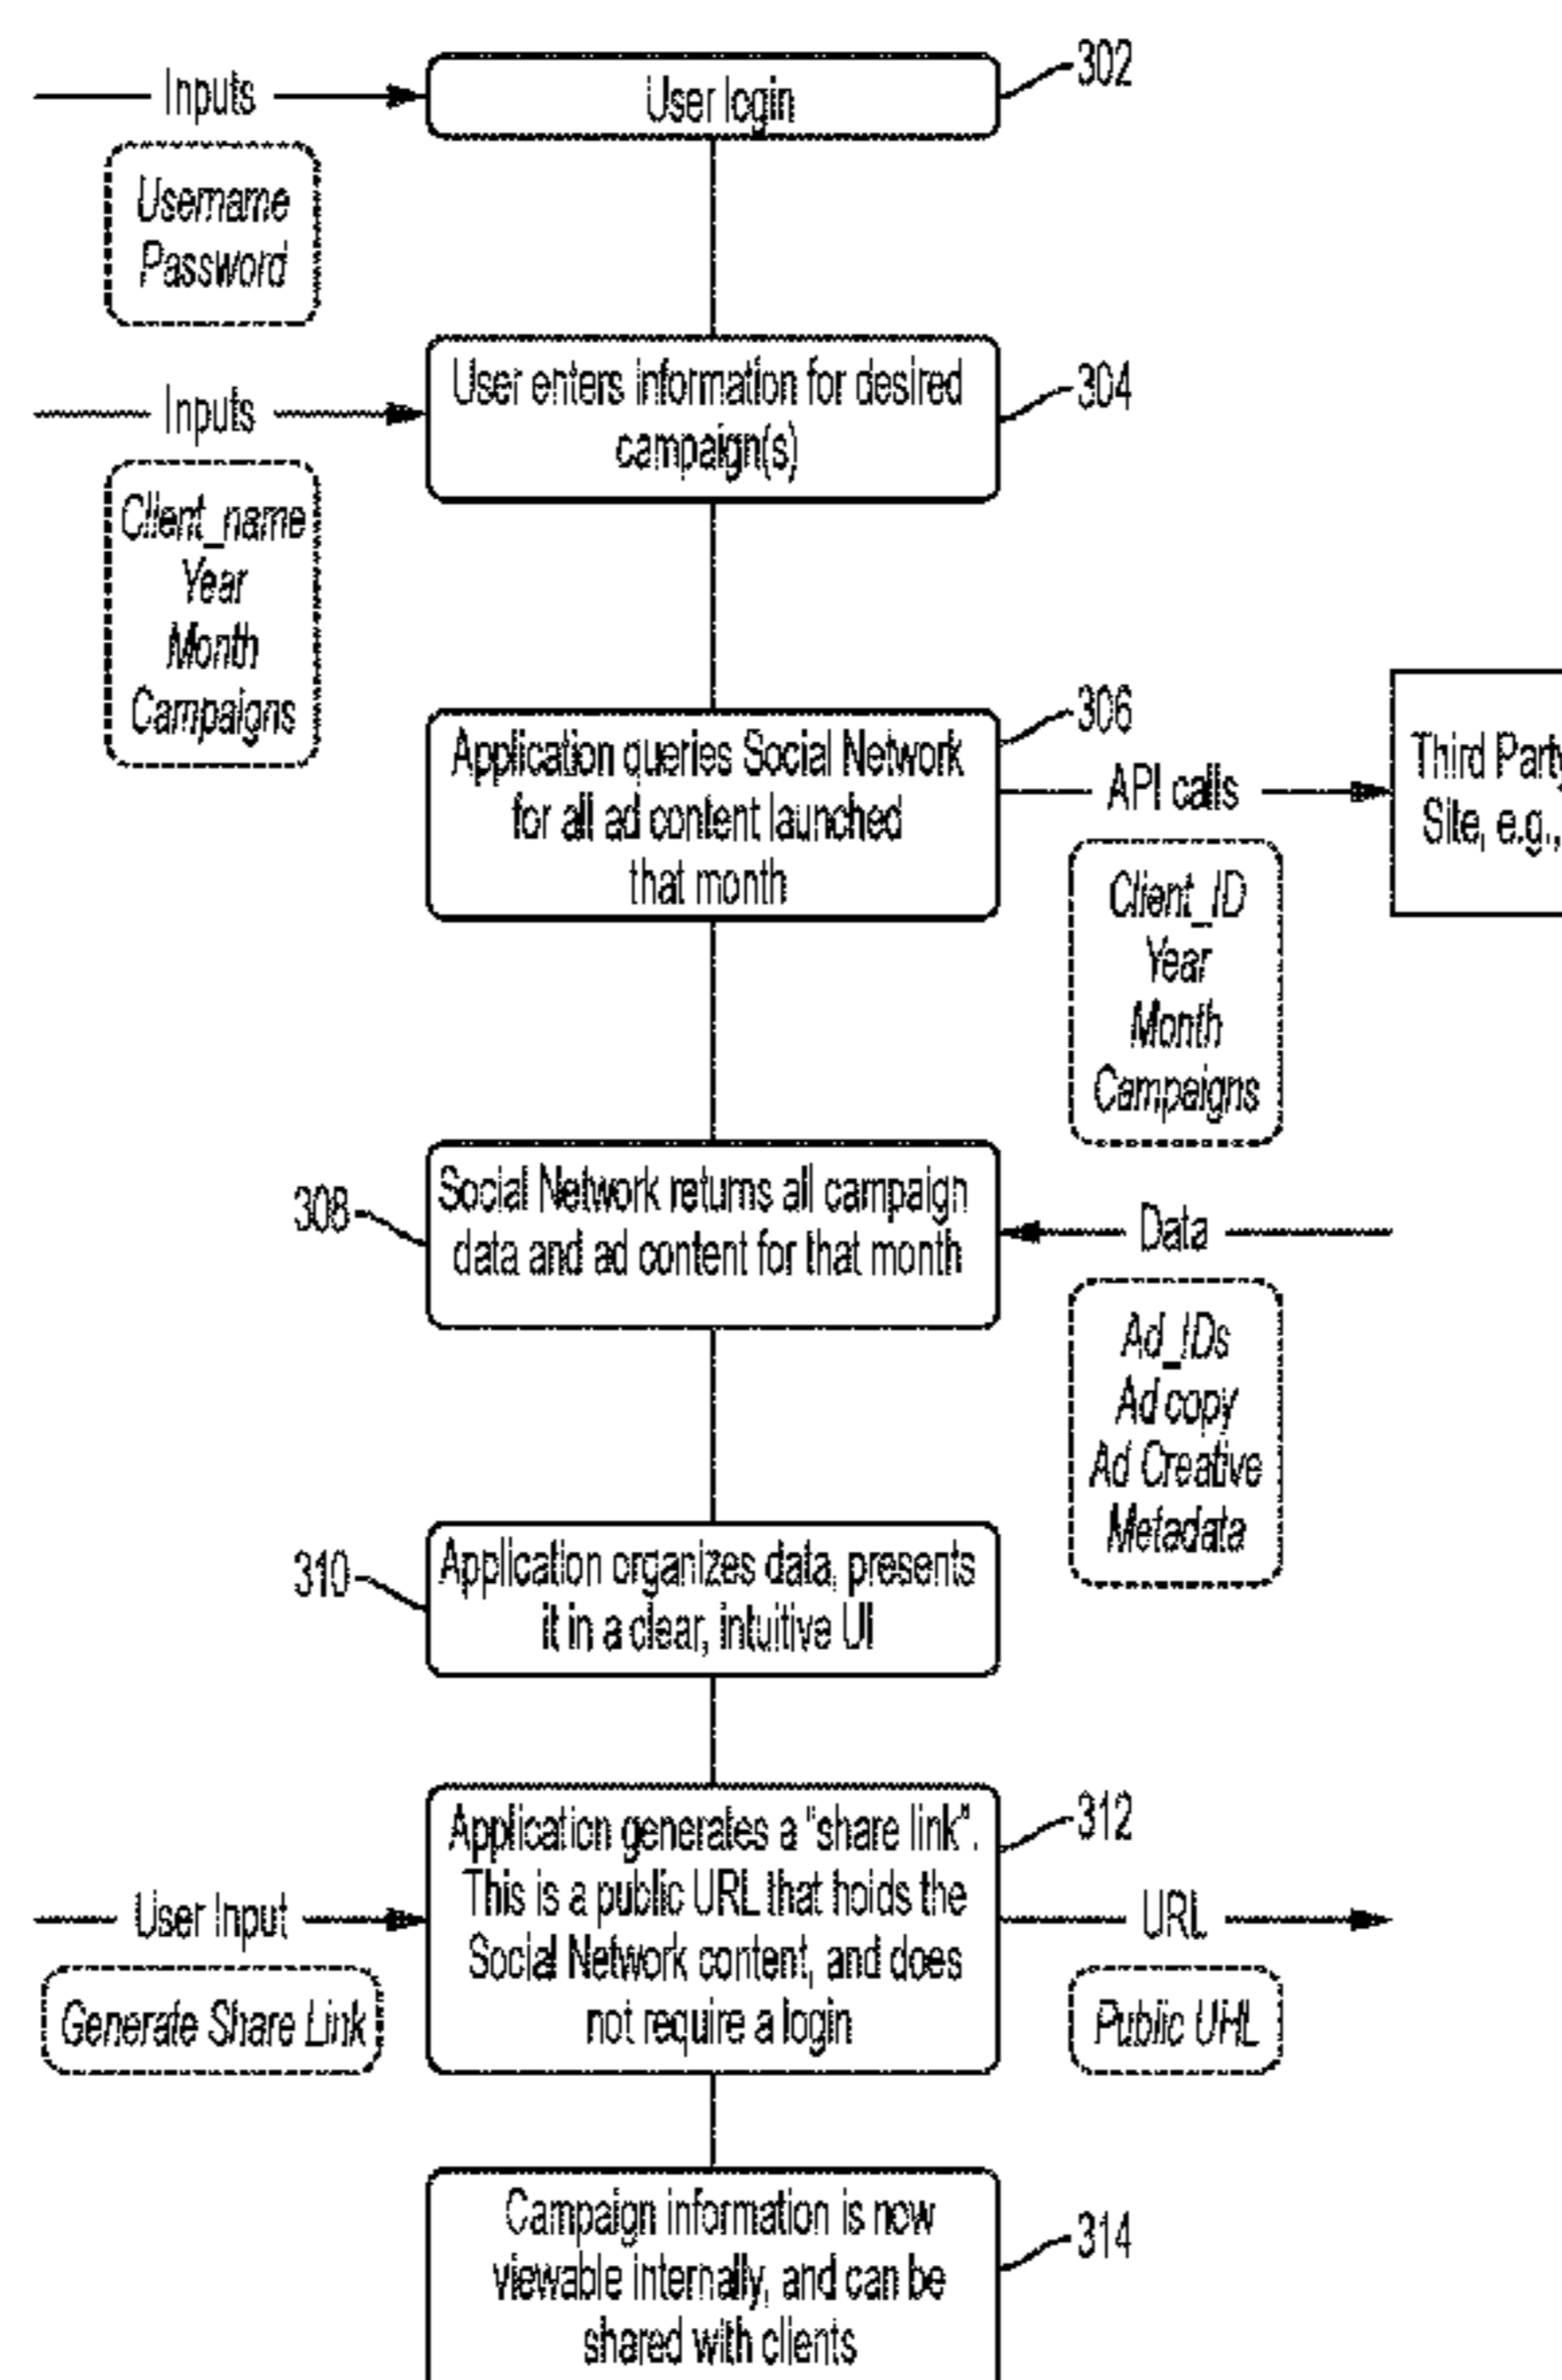 302
Inputs
User login
Username
Password
304
Inputs
User enters information for desired
campaign(s)
Client_name
Year
Month
Campaigns
306
Application queries Social Network
for all ad content launched
that month
API calls
Third Party
Site, e.g.,
Client_ID
Year
Month
Campaigns
308
Social Network returns all campaign
data and ad content for that month
Data
Ad_IDs
Ad copy
Ad Creative
Metadata
310
Application organizes data, presents
it in a clear, intuitive UI
312
Application generates a "share link".
This is a public URL that holds the
Social Network content, and does
not require a login
User Input
Generate Share Link
URL
Public URL
314
Campaign information is now
viewable internally, and can be
shared with clients